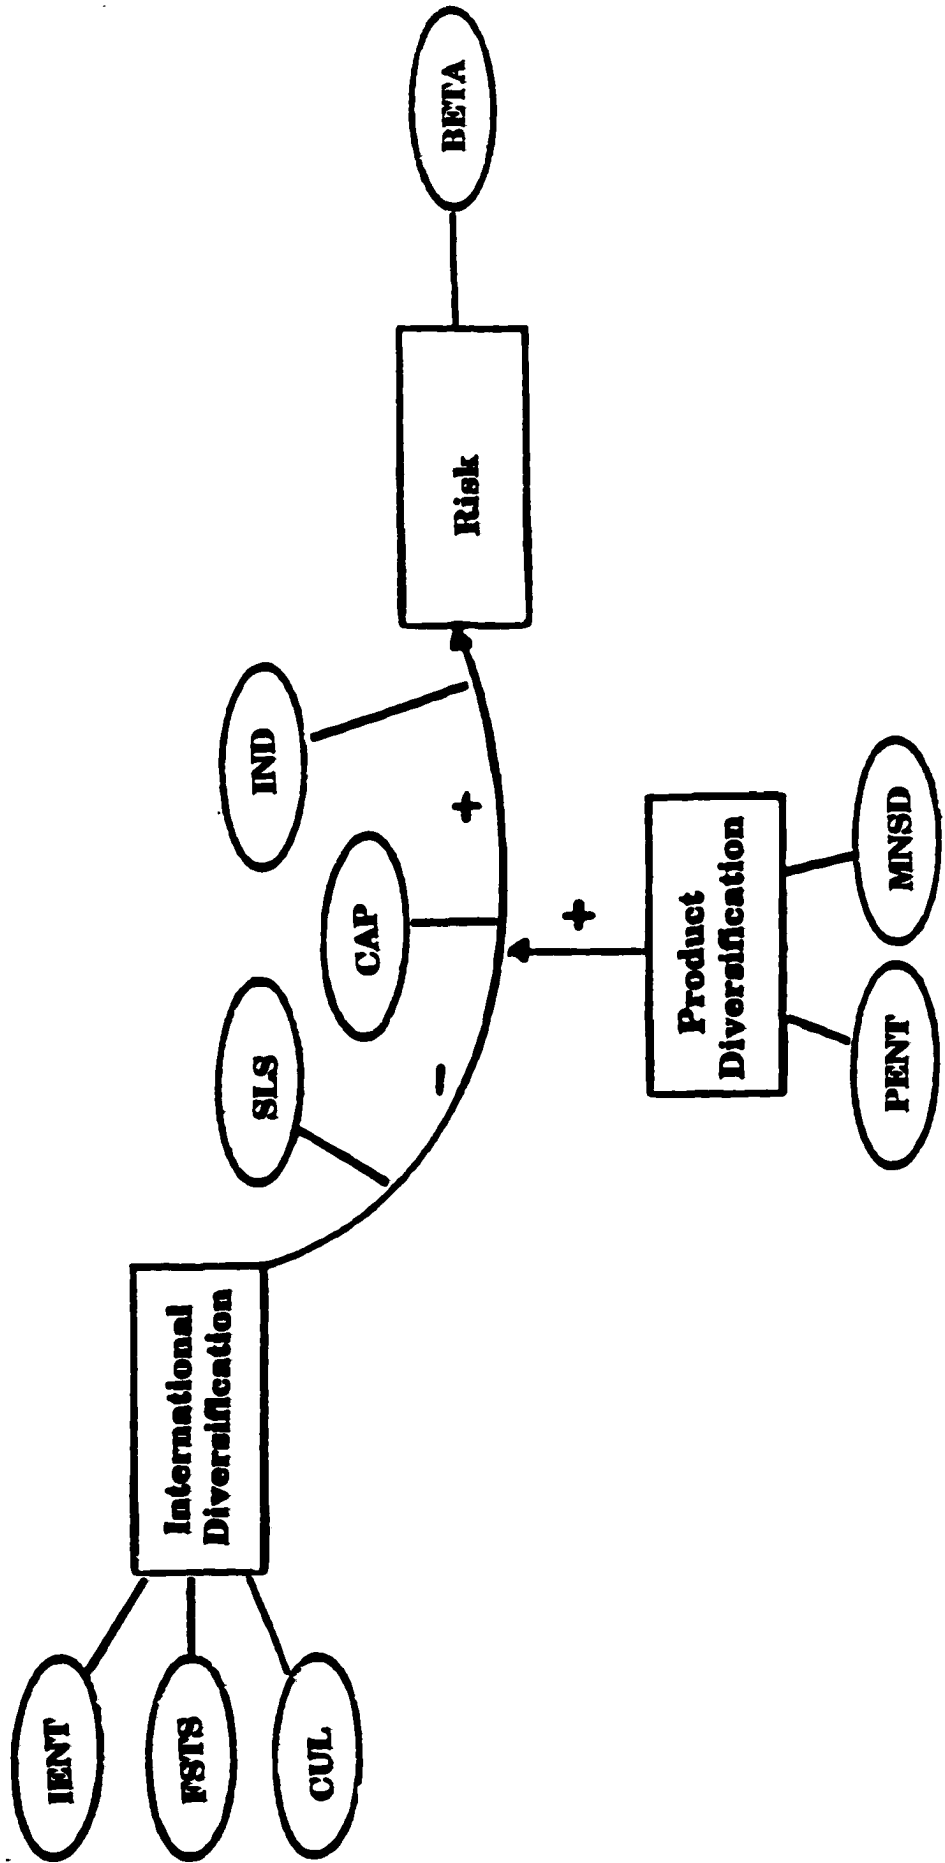 IENT
FSTS
CUL
International
Diversification
SLS
-
CAP
+
IND
Risk
BETA
+
Product
Diversification
PENT
MNSD